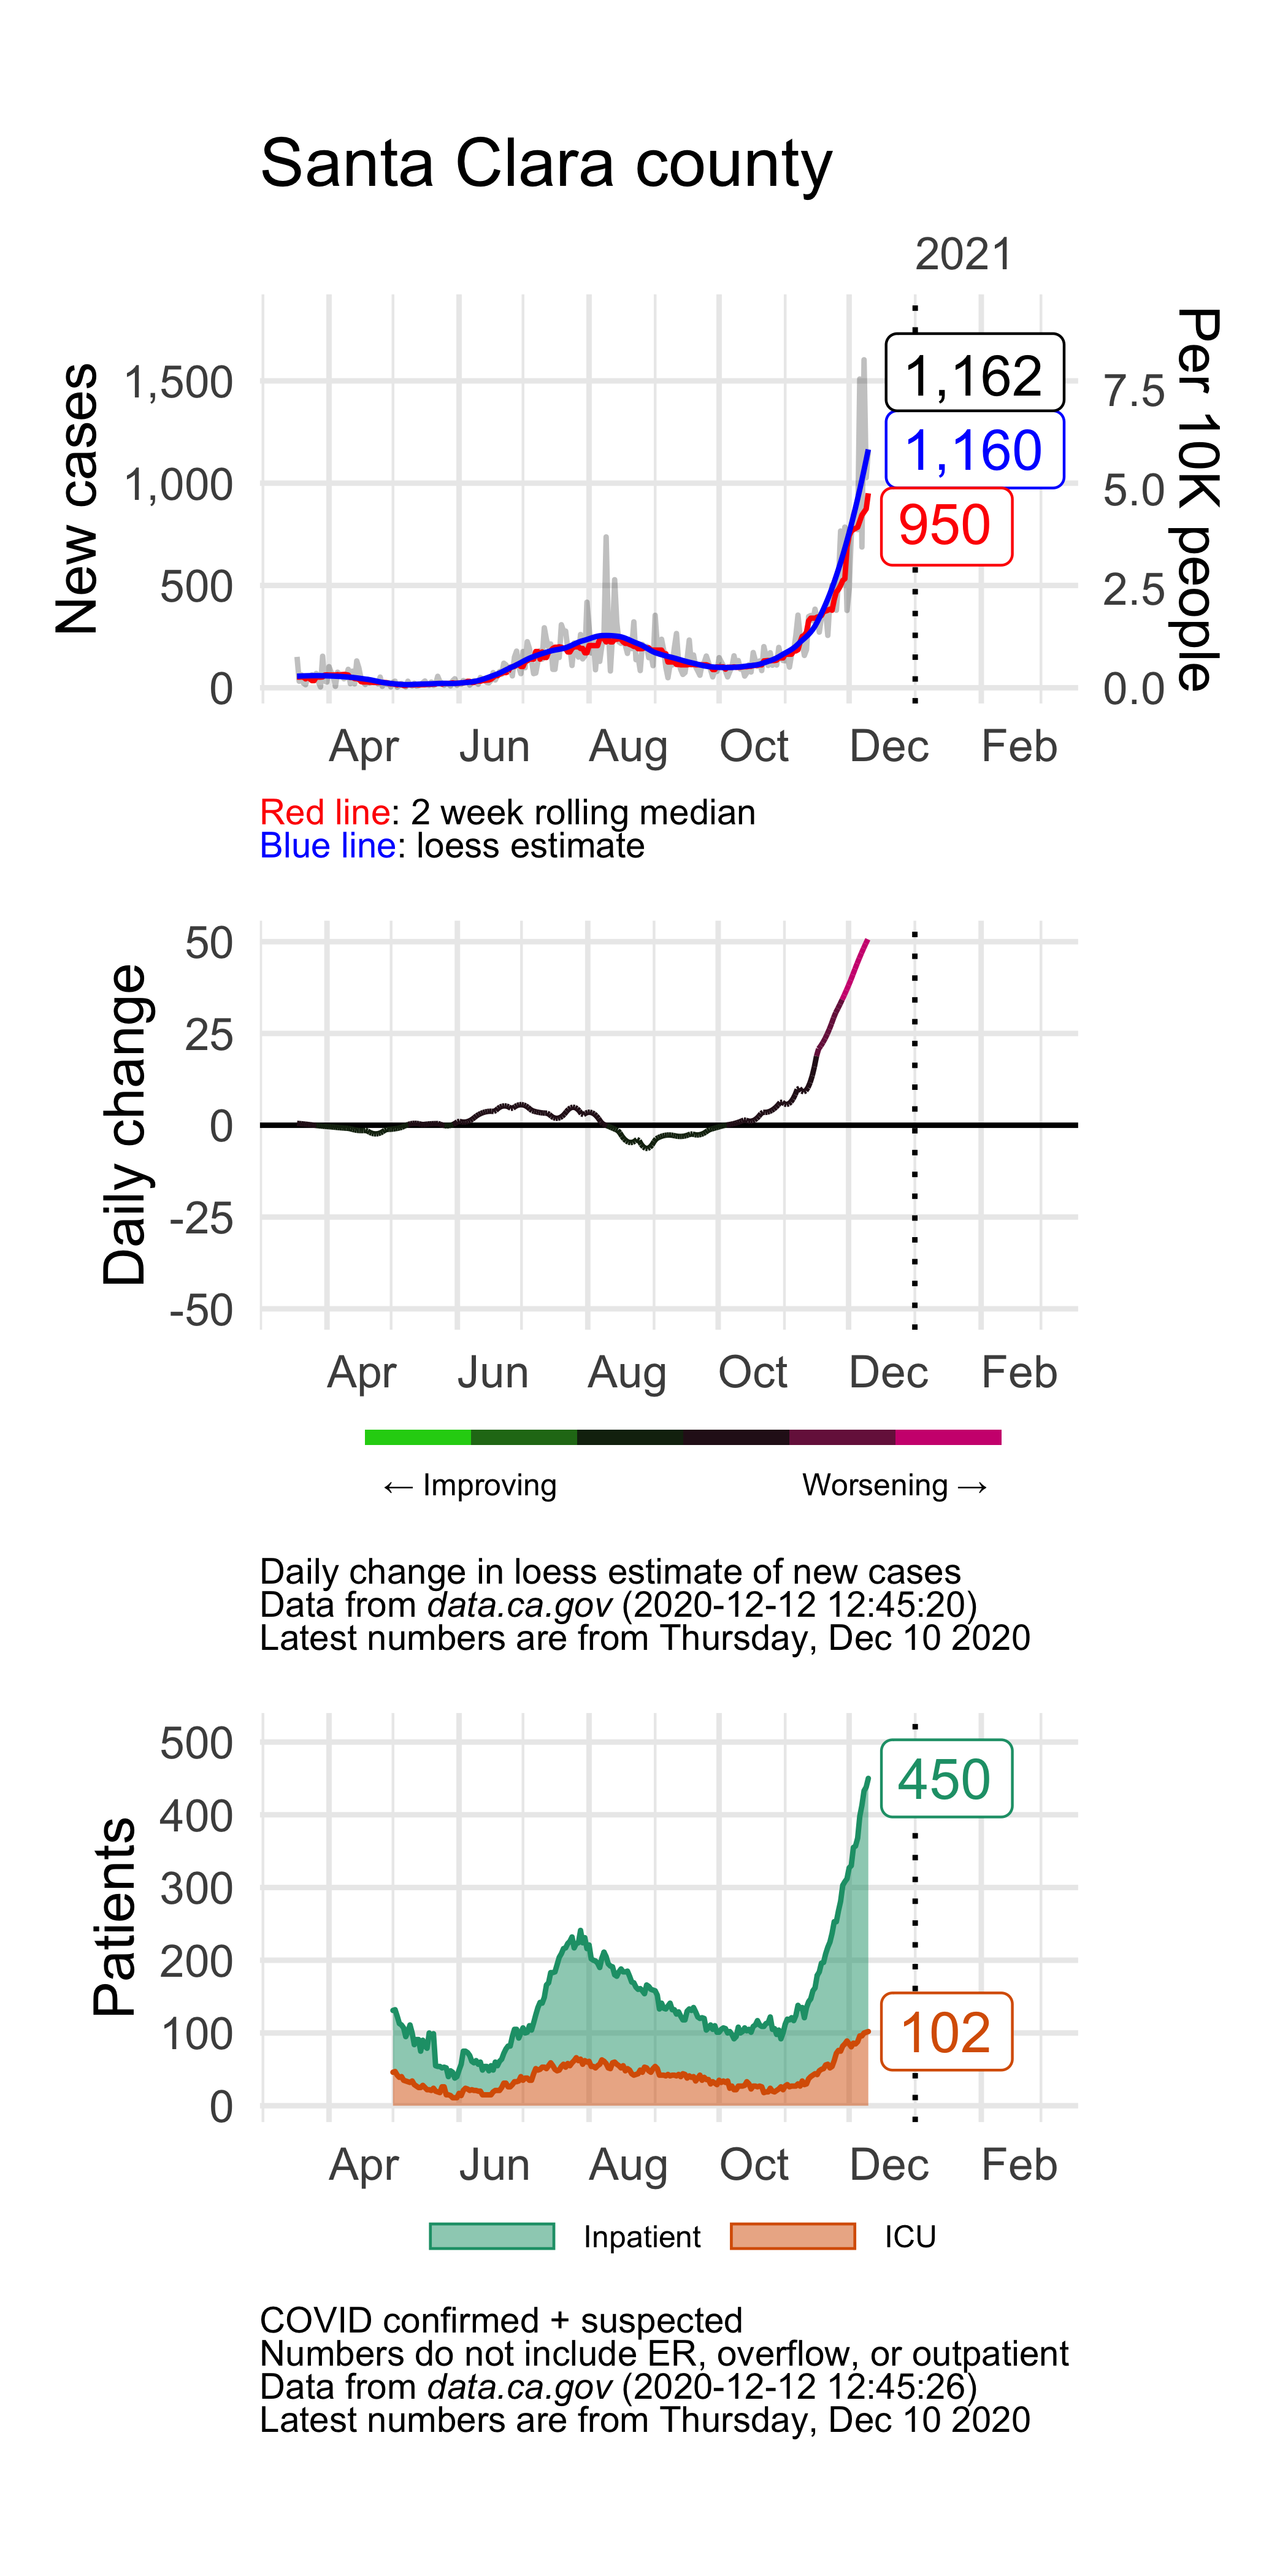 Santa Clara county
2021
New cases
1,500
1,000
500
0
1,162
1,160
950
7.5
5.0
2.5
0.0
Per 10K people
Apr Jun Aug Oct Dec Feb
Red line: 2 week rolling median
Blue line: loess estimate
Daily change
50
25
0
-25
-50
Apr Jun Aug Oct Dec Feb
← Improving Worsening →
Daily change in loess estimate of new cases
Data from data.ca.gov (2020-12-12 12:45:20)
Latest numbers are from Thursday, Dec 10 2020
Patients
500
400
300
200
100
0
450
102
Apr Jun Aug Oct Dec Feb
Inpatient ICU
COVID confirmed + suspected
Numbers do not include ER, overflow, or outpatient
Data from data.ca.gov (2020-12-12 12:45:26)
Latest numbers are from Thursday, Dec 10 2020